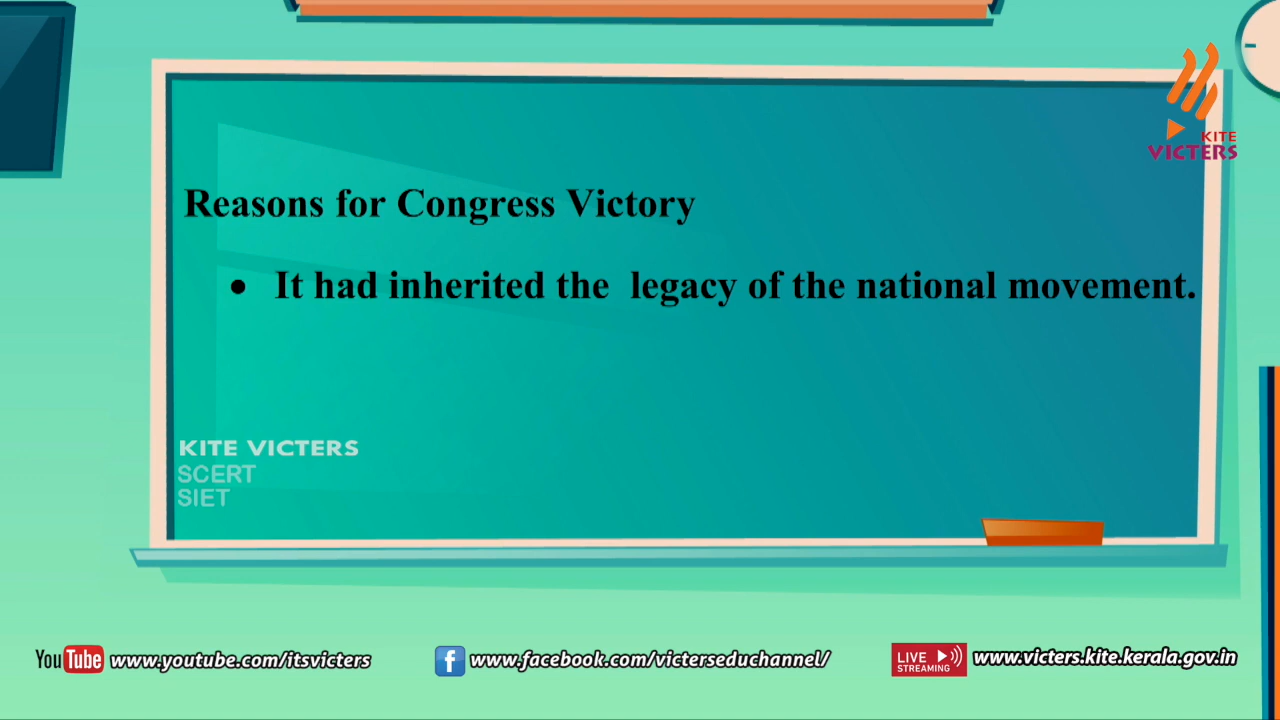 KITE
VICTERS
Reasons for Congress Victory
• It had inherited the legacy of the national movement.
KITE VICTERS
SCERT
SIET
YouTube www.youtube.com/itsvicters
f www.facebook.com/victerseduchannel/
LIVE STREAMING www.victers.kite.kerala.gov.in